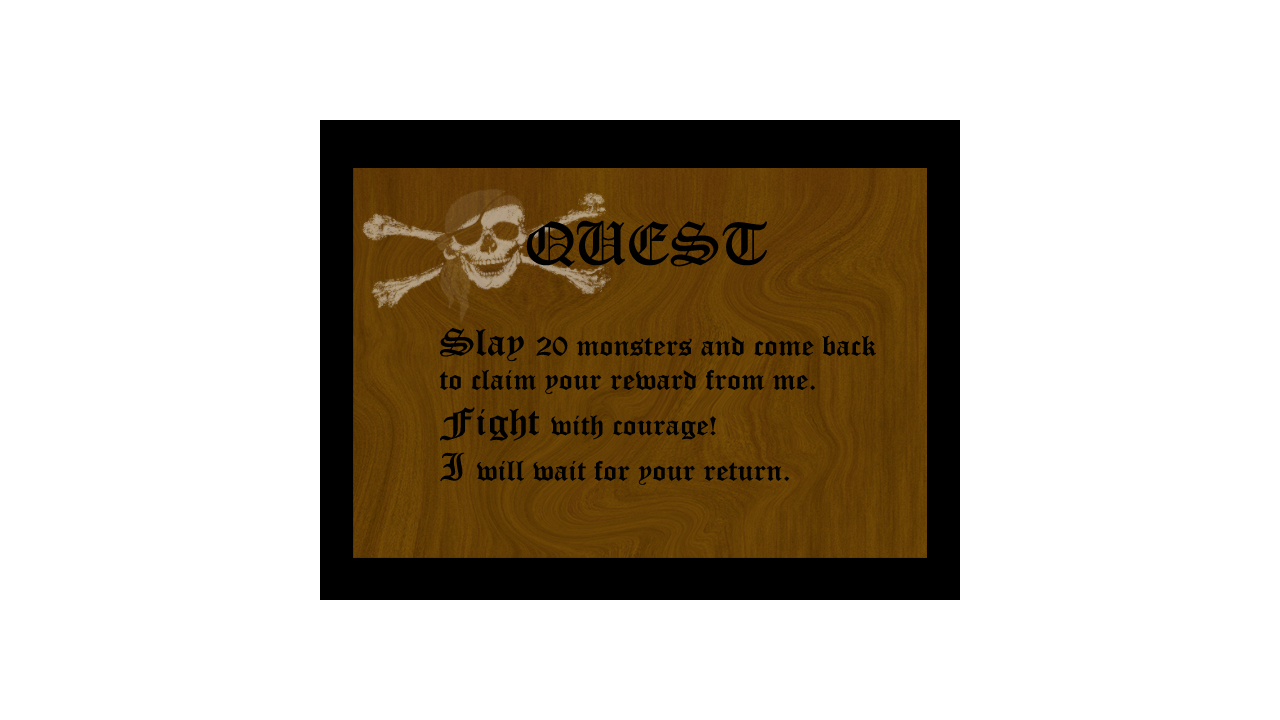 QUEST
Slay 20 monsters and come back
to claim your reward from me.
Fight with courage!
I will wait for your return.